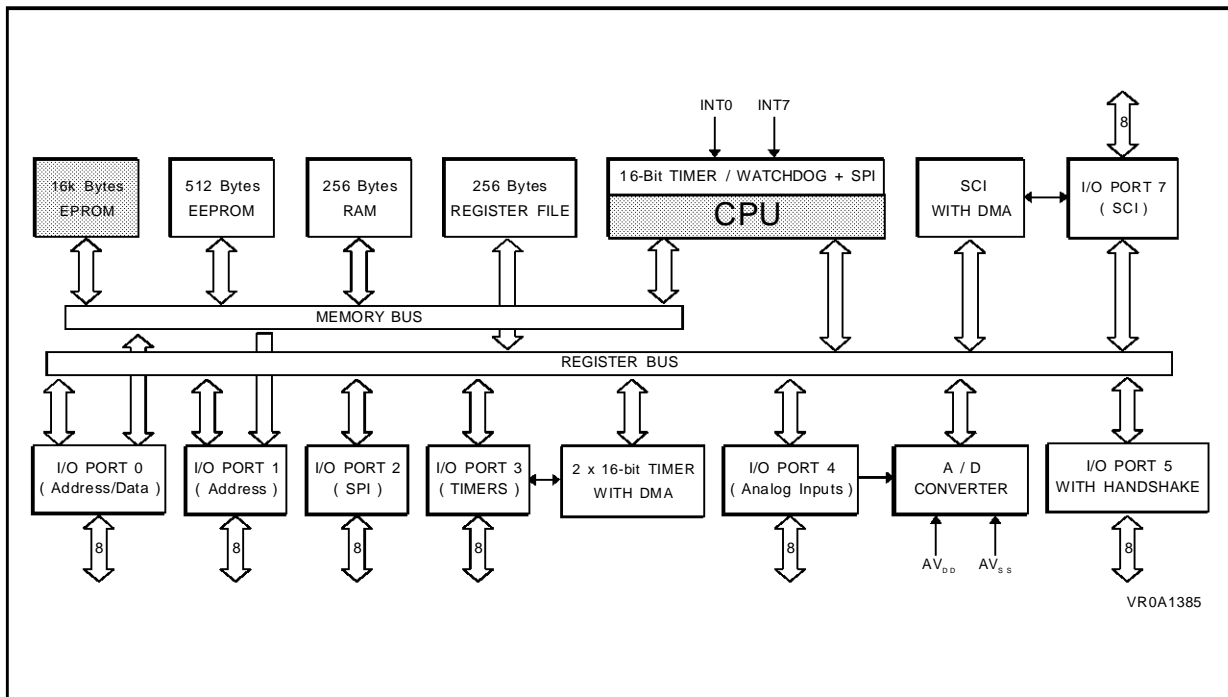 INT0
INT7
8
16k Bytes
EPROM
512 Bytes
EEPROM
256 Bytes
RAM
256 Bytes
REGISTER FILE
16-Bit TIMER / WATCHDOG + SPI
CPU
SCI
WITH DMA
I/O PORT 7
( SCI )
MEMORY BUS
REGISTER BUS
I/O PORT 0
( Address/Data )
I/O PORT 1
( Address )
I/O PORT 2
( SPI )
I/O PORT 3
( TIMERS )
2 x 16-bit TIMER
WITH DMA
I/O PORT 4
(Analog Inputs )
A / D
CONVERTER
I/O PORT 5
WITH HANDSHAKE
8
8
8
8
8
8
AVDD
AVSS
VR0A1385